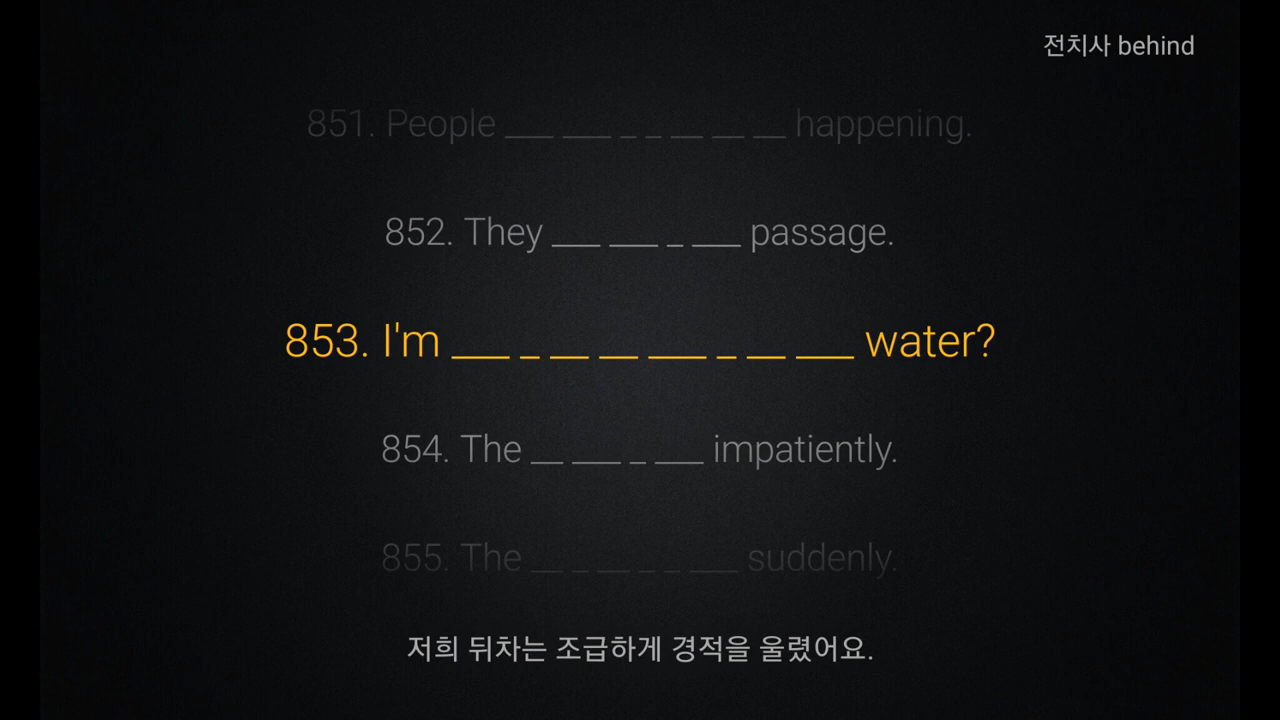 전치사 behind
851. People ___ ___ _ _ __ __ __ happening.
852. They ___ ___ _ ___ passage.
853. I'm ___ _ __ __ ___ _ __ ___ water?
854. The __ ___ _ ___ impatiently.
855. The __ _ __ _ _ ___ suddenly.
저희 뒤차는 조급하게 경적을 울렸어요.